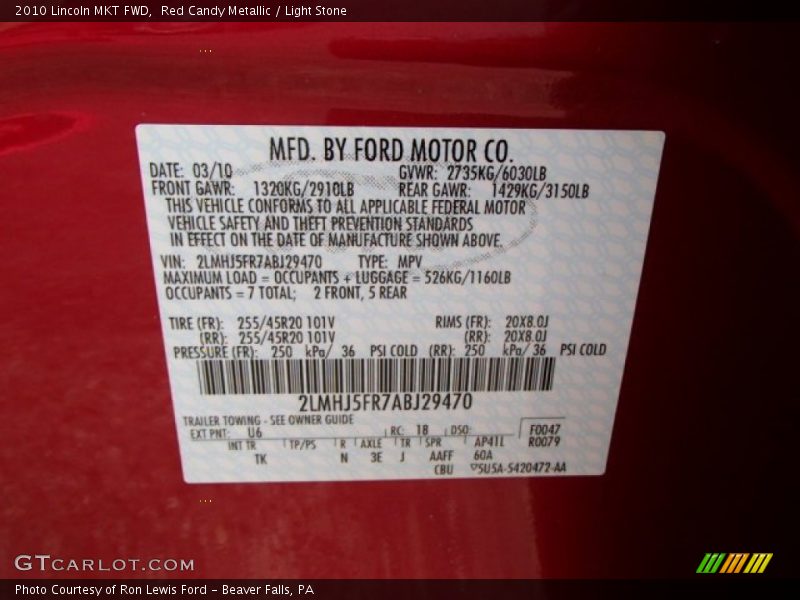 2010 Lincoln MKT FWD, Red Candy Metallic / Light Stone
MFD. BY FORD MOTOR CO.
DATE: 03/10 GVWR: 2735KG/6030LB
FRONT GAWR: 1320KG/2910LB REAR GAWR: 1429KG/3150LB
THIS VEHICLE CONFORMS TO ALL APPLICABLE FEDERAL MOTOR
VEHICLE SAFETY AND THEFT PREVENTION STANDARDS
IN EFFECT ON THE DATE OF MANUFACTURE SHOWN ABOVE.
VIN: 2LMHJ5FR7ABJ29470 TYPE: MPV
MAXIMUM LOAD = OCCUPANTS + LUGGAGE = 526KG/1160LB
OCCUPANTS = 7 TOTAL; 2 FRONT, 5 REAR
TIRE (FR): 255/45R20 101V RIMS (FR): 20X8.0J
(RR): 255/45R20 101V (RR): 20X8.0J
PRESSURE (FR): 250 kPa/ 36 PSI COLD (RR): 250 kPa/ 36 PSI COLD
2LMHJ5FR7ABJ29470
TRAILER TOWING - SEE OWNER GUIDE
EXT PNT: U6 RC: 18 DSO: F0047
INT TR TP/PS R AXLE TR SPR AP41L R0079
TK N 3E J AAFF 60A
CBU 5U5A-5420472-AA
GTCARLOT.COM
Photo Courtesy of Ron Lewis Ford - Beaver Falls, PA